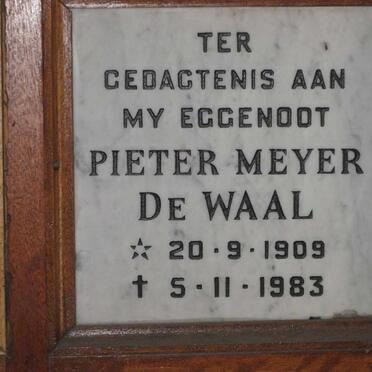 TER
GEDAGTENIS AAN
MY EGGENOOT
PIETER MEYER
DE WAAL
☆ 20 · 9 · 1909
† 5 · 11 · 1983